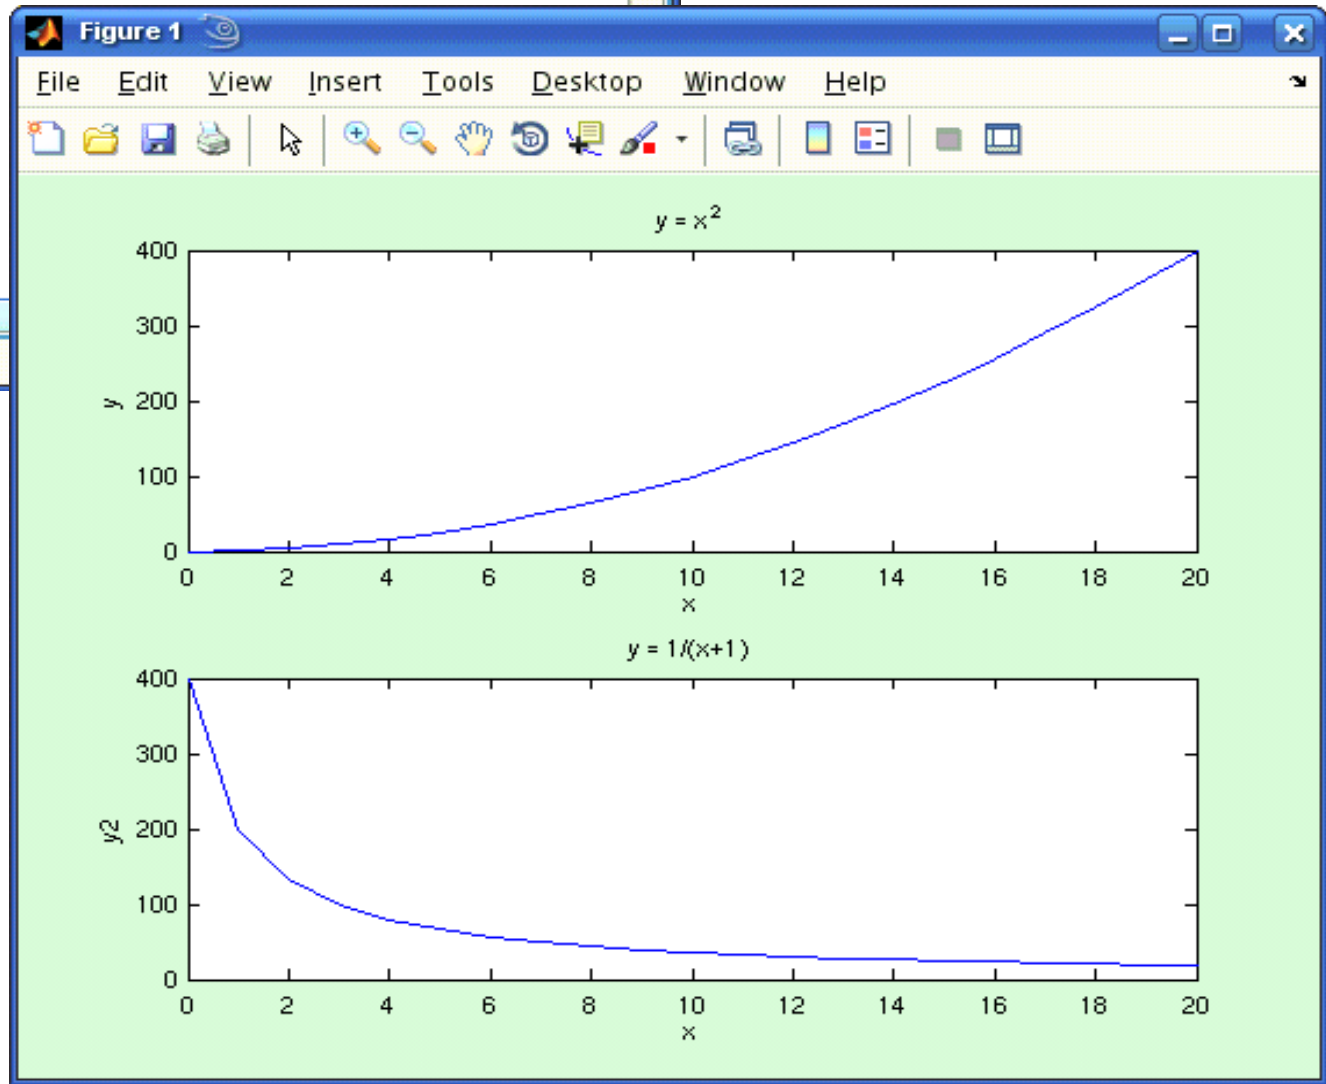 Figure 1
File Edit View Insert Tools Desktop Window Help
y = x²
400
300
200
100
0
y
0 2 4 6 8 10 12 14 16 18 20
x
y = 1/(x+1)
400
300
200
100
0
y2
0 2 4 6 8 10 12 14 16 18 20
x